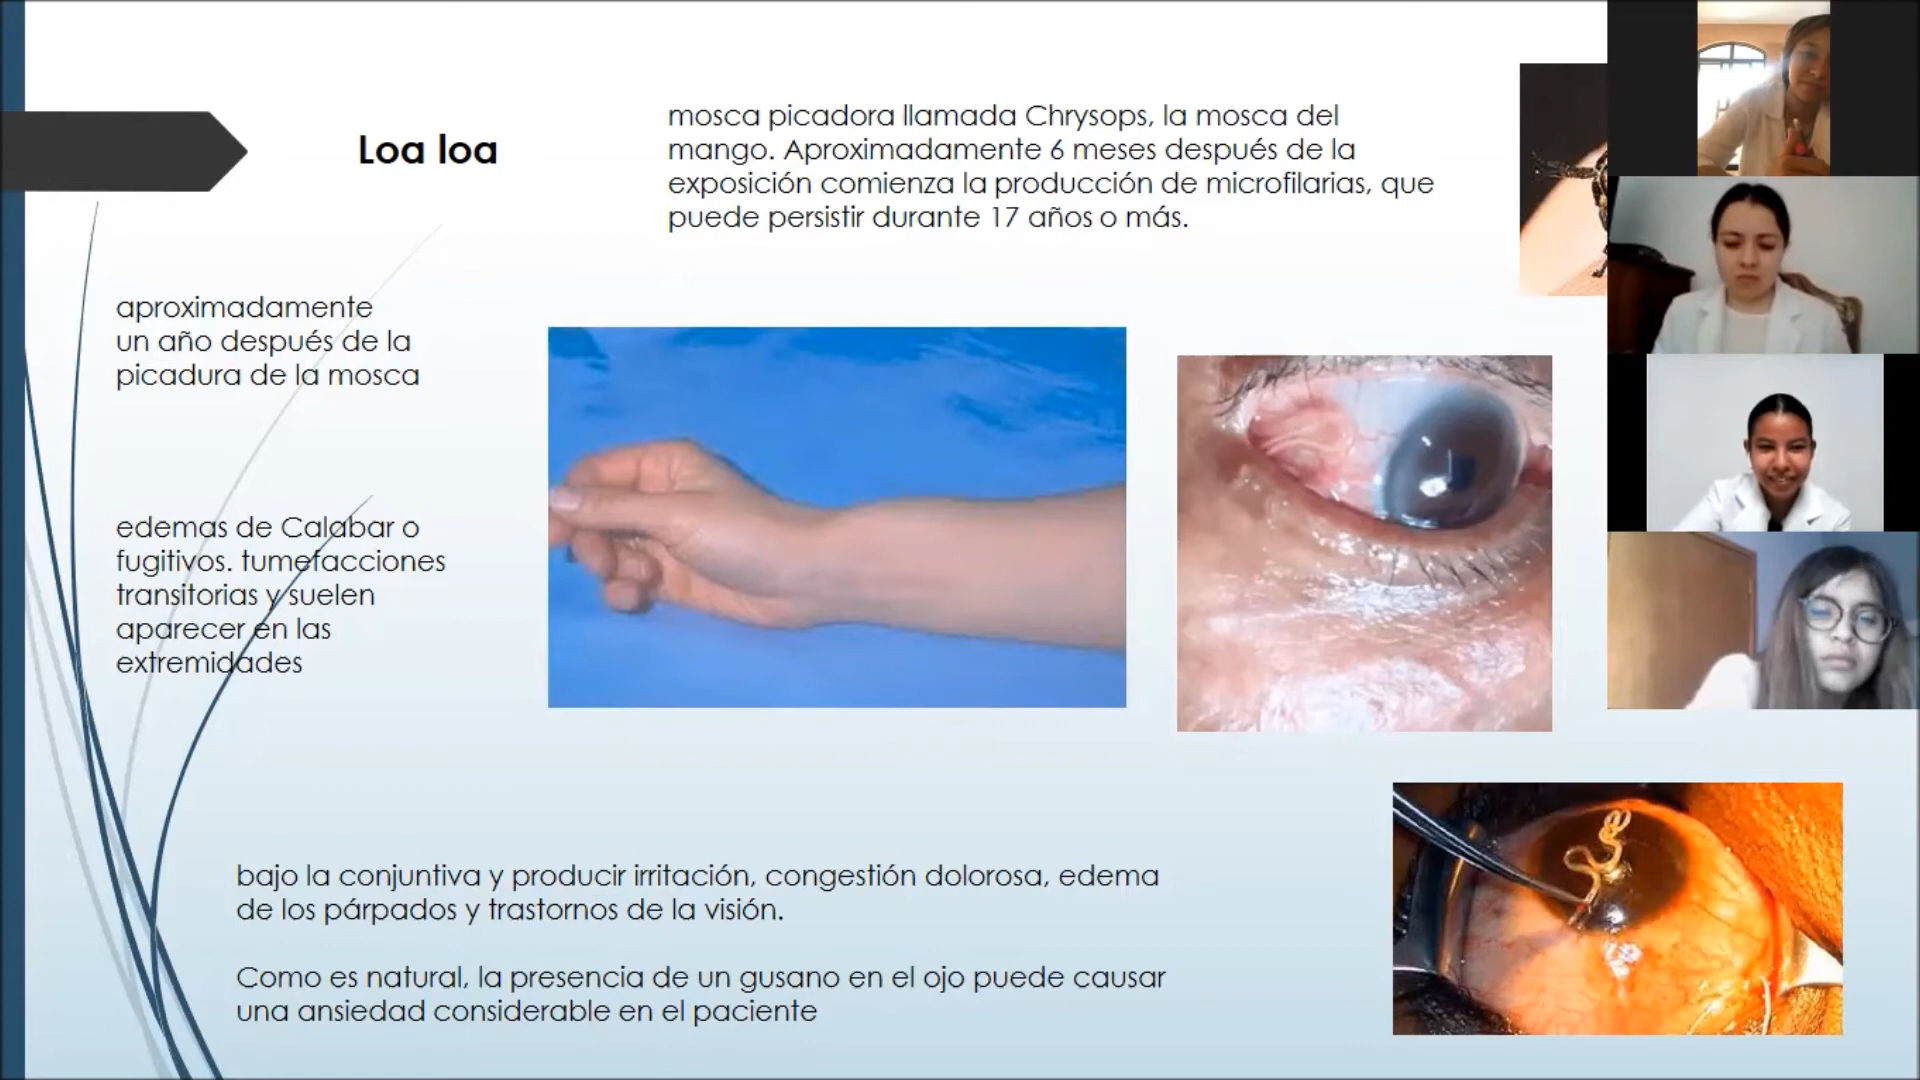 Loa loa
mosca picadora llamada Chrysops, la mosca del
mango. Aproximadamente 6 meses después de la
exposición comienza la producción de microfilarias, que
puede persistir durante 17 años o más.
aproximadamente
un año después de la
picadura de la mosca
edemas de Calabar o
fugitivos. tumefacciones
transitorias y suelen
aparecer en las
extremidades
bajo la conjuntiva y producir irritación, congestión dolorosa, edema
de los párpados y trastornos de la visión.
Como es natural, la presencia de un gusano en el ojo puede causar
una ansiedad considerable en el paciente